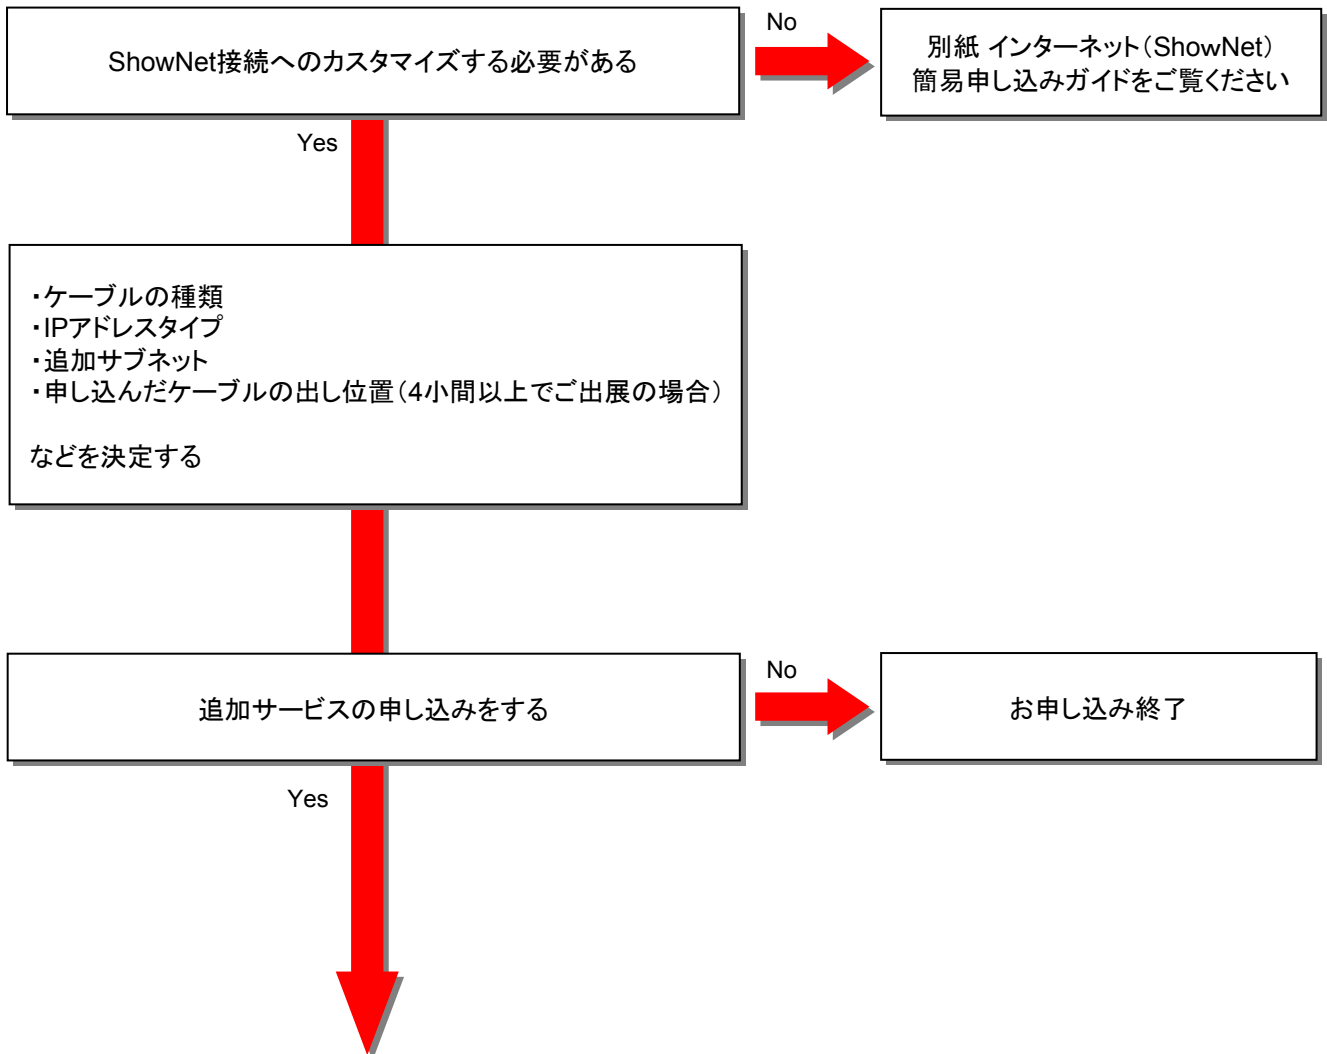 ShowNet接続へのカスタマイズする必要がある
No
別紙 インターネット（ShowNet）
簡易申し込みガイドをご覧ください
Yes
・ケーブルの種類
・IPアドレスタイプ
・追加サブネット
・申し込んだケーブルの出し位置（4小間以上でご出展の場合）
などを決定する
追加サービスの申し込みをする
No
お申し込み終了
Yes